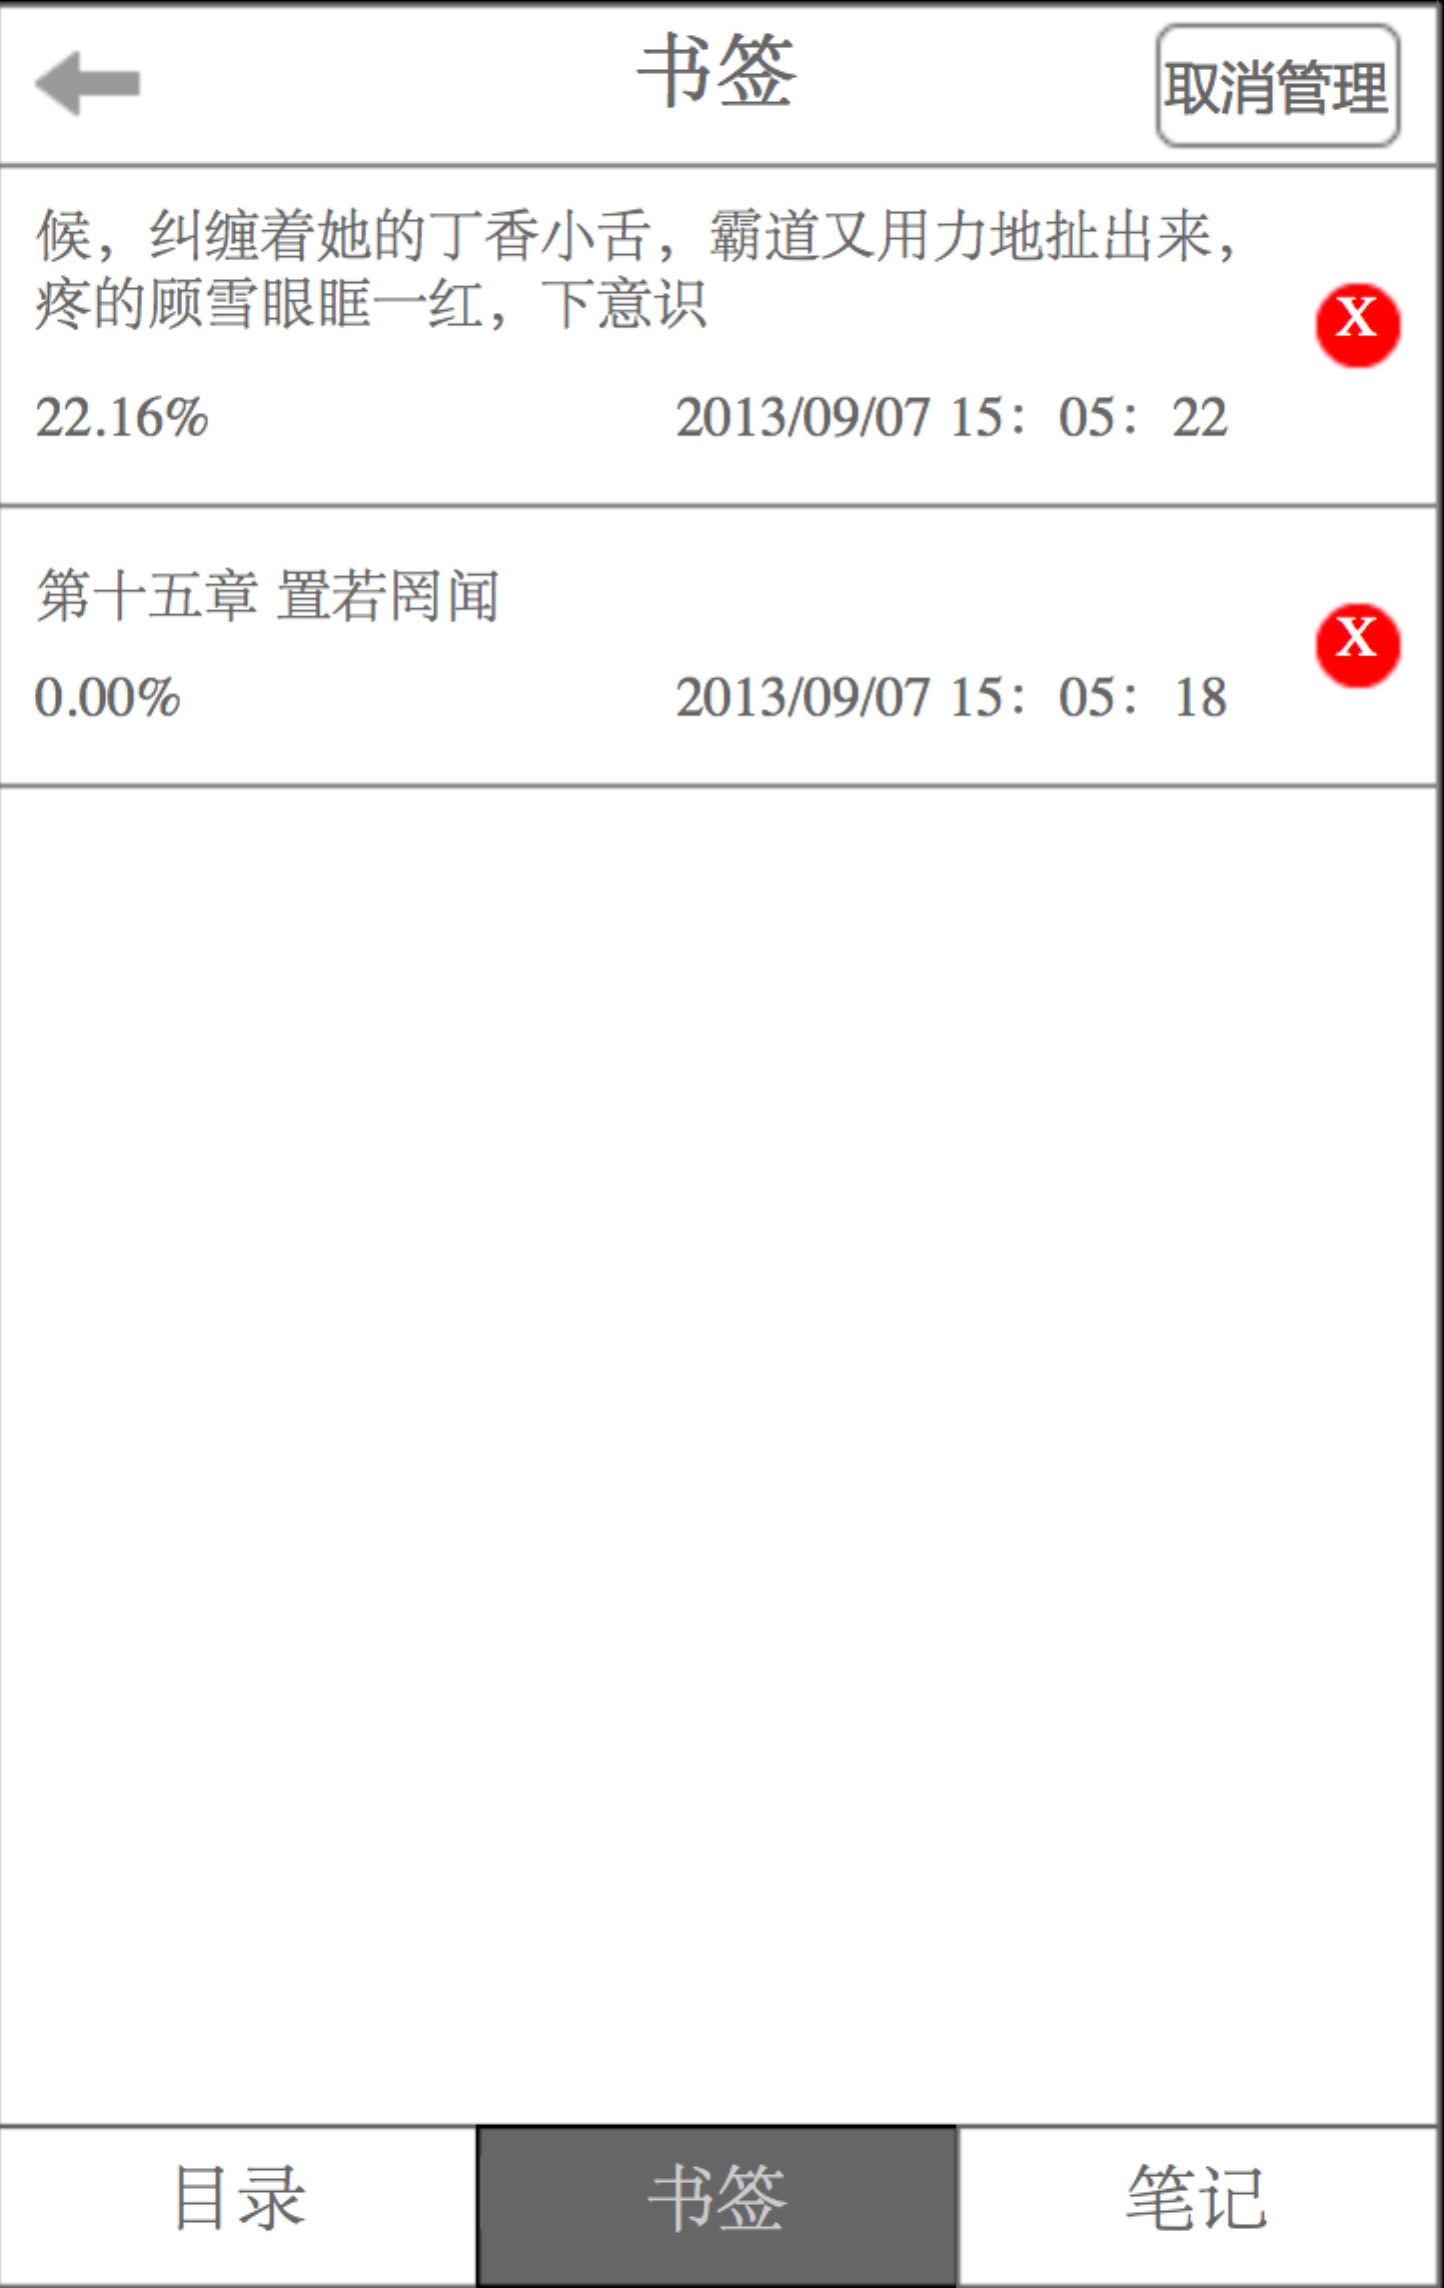 书签
取消管理
候，纠缠着她的丁香小舌，霸道又用力地扯出来，
疼的顾雪眼眶一红，下意识
X
22.16%
2013/09/07 15：05：22
第十五章 置若罔闻
X
0.00%
2013/09/07 15：05：18
目录
书签
笔记